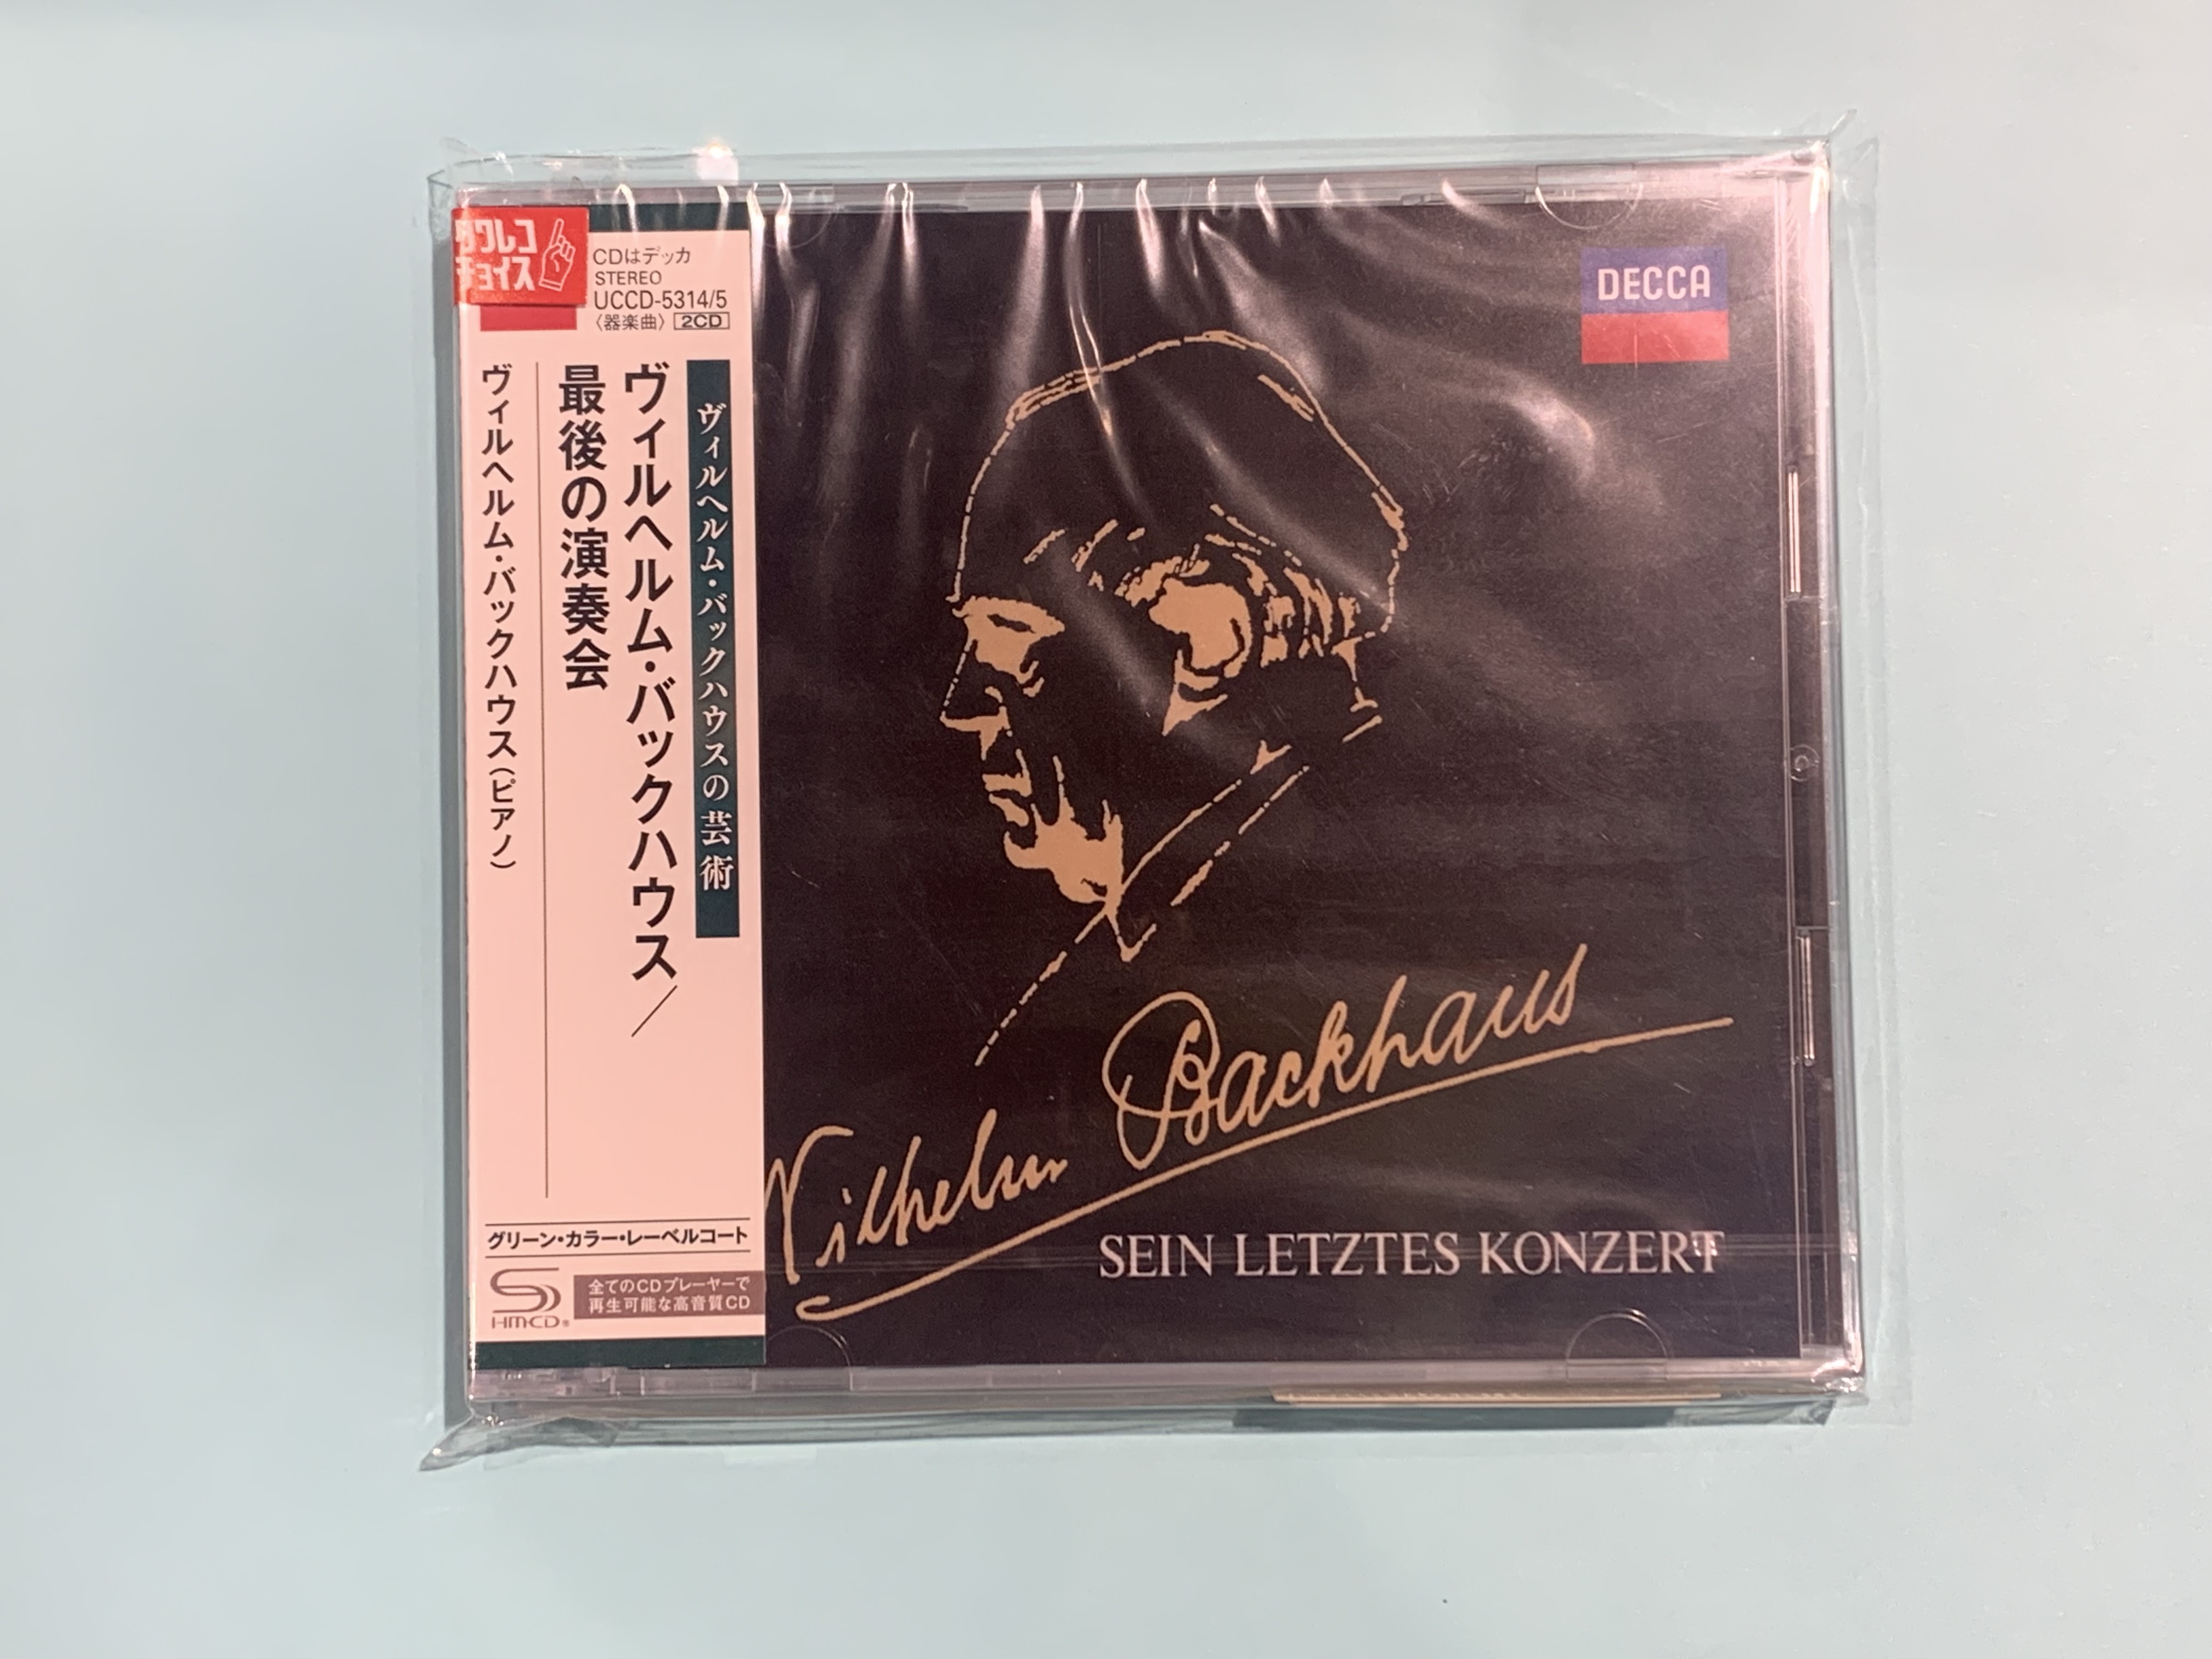 タワレコ
チョイス
CDはデッカ
STEREO
UCCD-5314/5
〈器楽曲〉 2CD
ヴィルヘルム・バックハウスの芸術
ヴィルヘルム・バックハウス／
最後の演奏会
ヴィルヘルム・バックハウス（ピアノ）
グリーン・カラー・レーベルコート
SHM-CD®
全てのCDプレーヤーで
再生可能な高音質CD
DECCA
Wilhelm Backhaus
SEIN LETZTES KONZERT